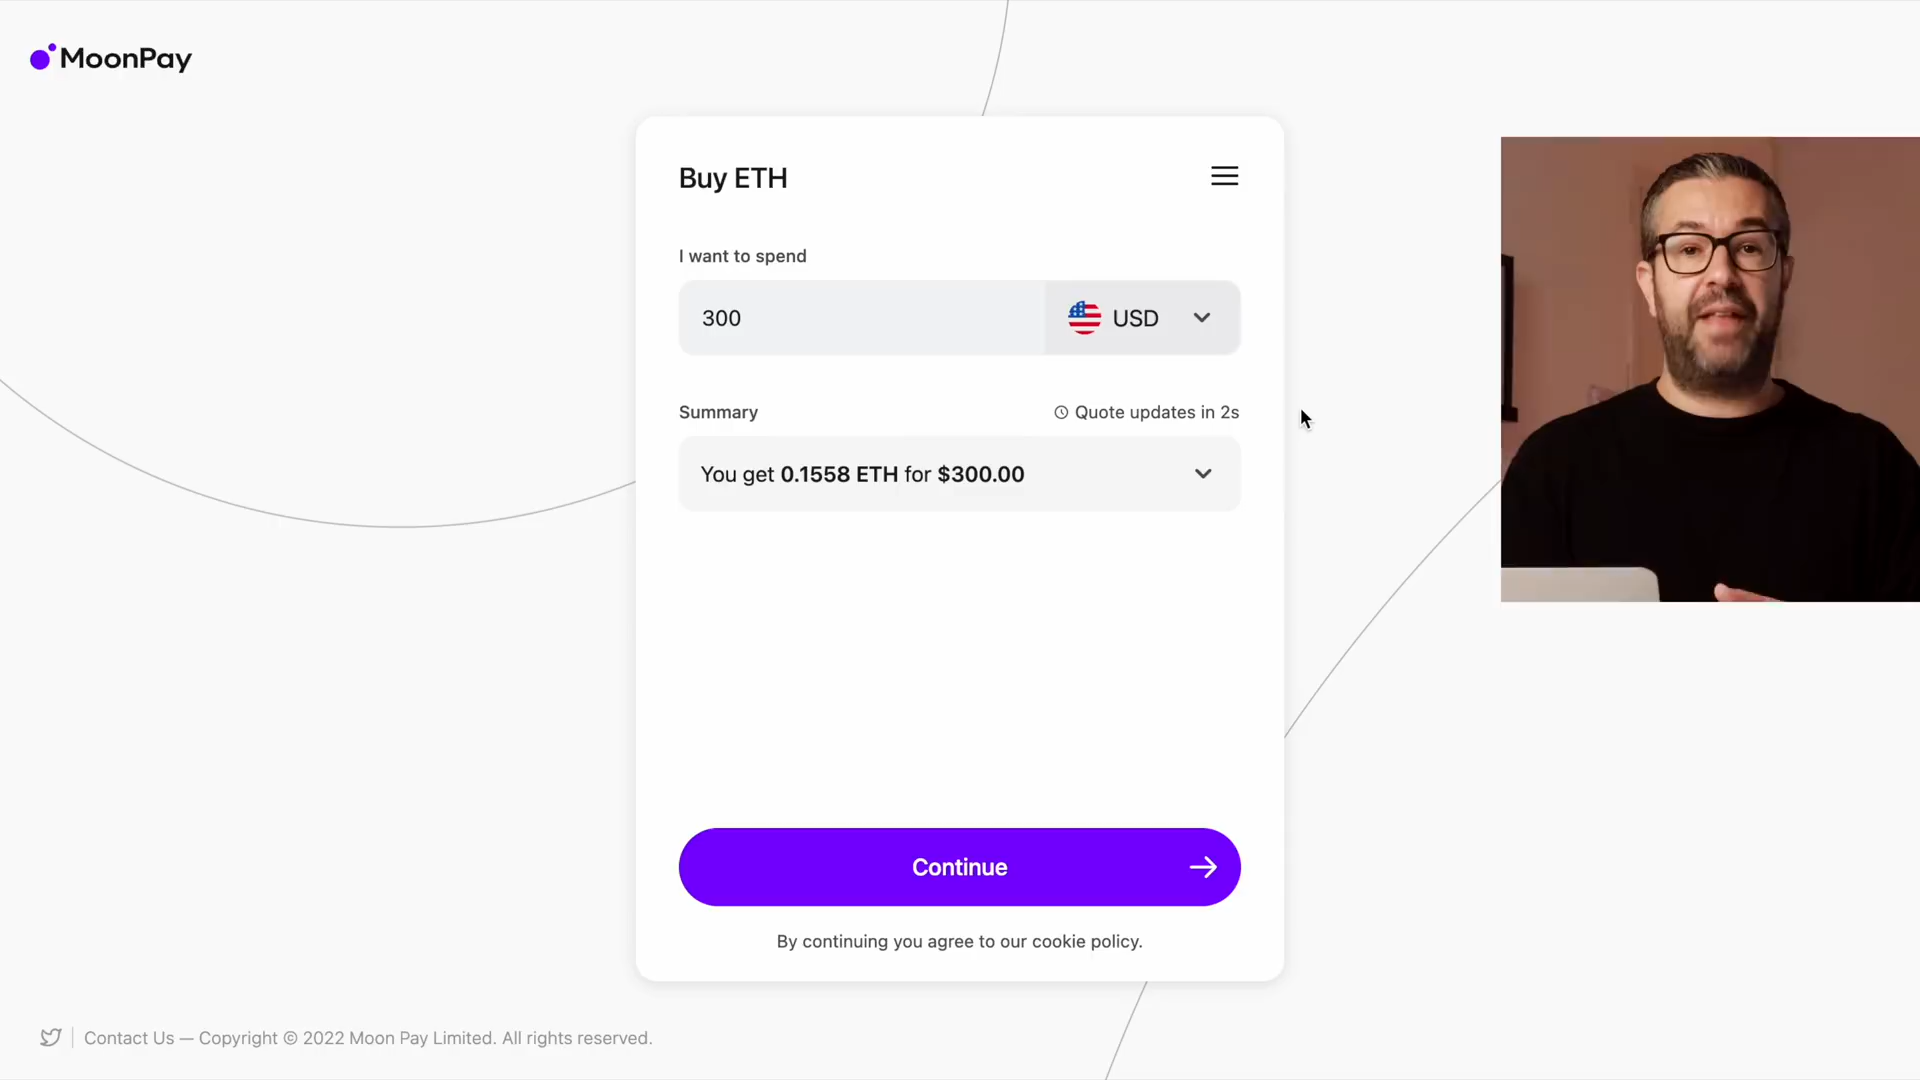 MoonPay
Buy ETH
I want to spend
300
USD
Summary
Quote updates in 2s
You get 0.1558 ETH for $300.00
Continue
By continuing you agree to our cookie policy.
Contact Us — Copyright © 2022 Moon Pay Limited. All rights reserved.